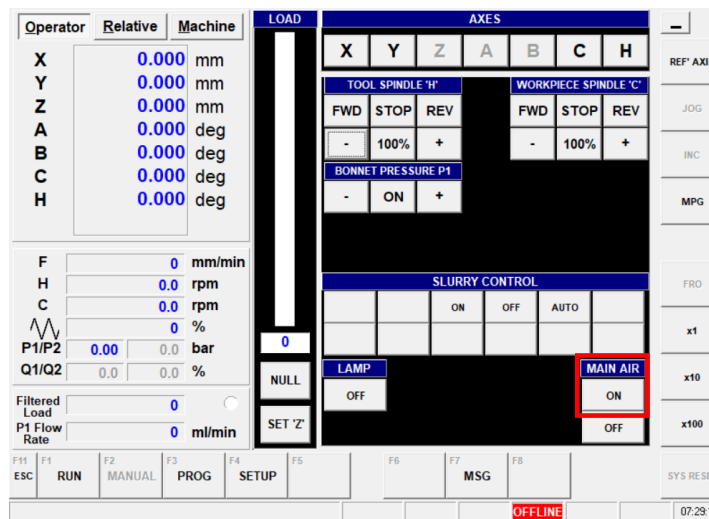 Operator Relative Machine
X 0.000 mm
Y 0.000 mm
Z 0.000 mm
A 0.000 deg
B 0.000 deg
C 0.000 deg
H 0.000 deg
F 0 mm/min
H 0.0 rpm
C 0.0 rpm
0 %
P1/P2 0.00 0.0 bar
Q1/Q2 0.0 0.0 %
Filtered
Load 0
P1 Flow
Rate 0 ml/min
LOAD
0
NULL
SET 'Z'
AXES
X Y Z A B C H
TOOL SPINDLE 'H'
FWD STOP REV
- 100% +
WORKPIECE SPINDLE 'C'
FWD STOP REV
- 100% +
BONNET PRESSURE P1
- ON +
SLURRY CONTROL
ON OFF AUTO
LAMP
OFF
MAIN AIR
ON
OFF
REF' AXI
JOG
INC
MPG
FRO
x1
x10
x100
SYS RESE
F11 F1 F2 F3 F4 F5 F6 F7 F8
ESC RUN MANUAL PROG SETUP MSG
OFFLINE 07:29: